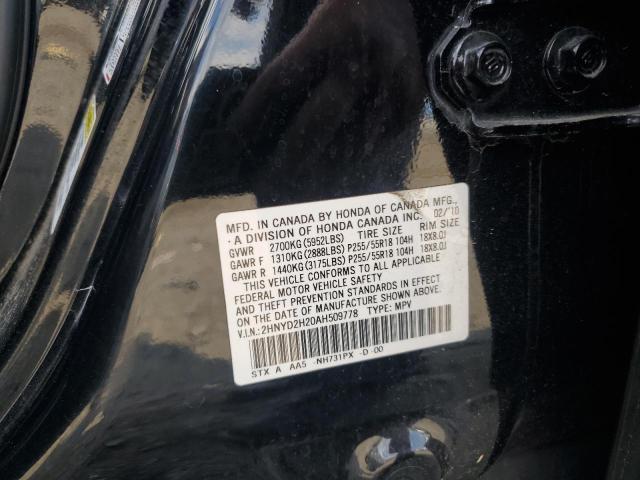 MFD. IN CANADA BY HONDA OF CANADA MFG.,
A DIVISION OF HONDA CANADA INC. 02/'10
GVWR 2700KG (5952LBS) TIRE SIZE RIM SIZE
GAWR F 1310KG (2888LBS) P255/55R18 104H 18X8.0J
GAWR R 1440KG (3175LBS) P255/55R18 104H 18X8.0J
THIS VEHICLE CONFORMS TO ALL APPLICABLE
FEDERAL MOTOR VEHICLE SAFETY
AND THEFT PREVENTION STANDARDS IN EFFECT
ON THE DATE OF MANUFACTURE SHOWN ABOVE.
V.I.N.: 2HNYD2H20AH509778 TYPE: MPV
STX A AA5 -NH731PX -D-00